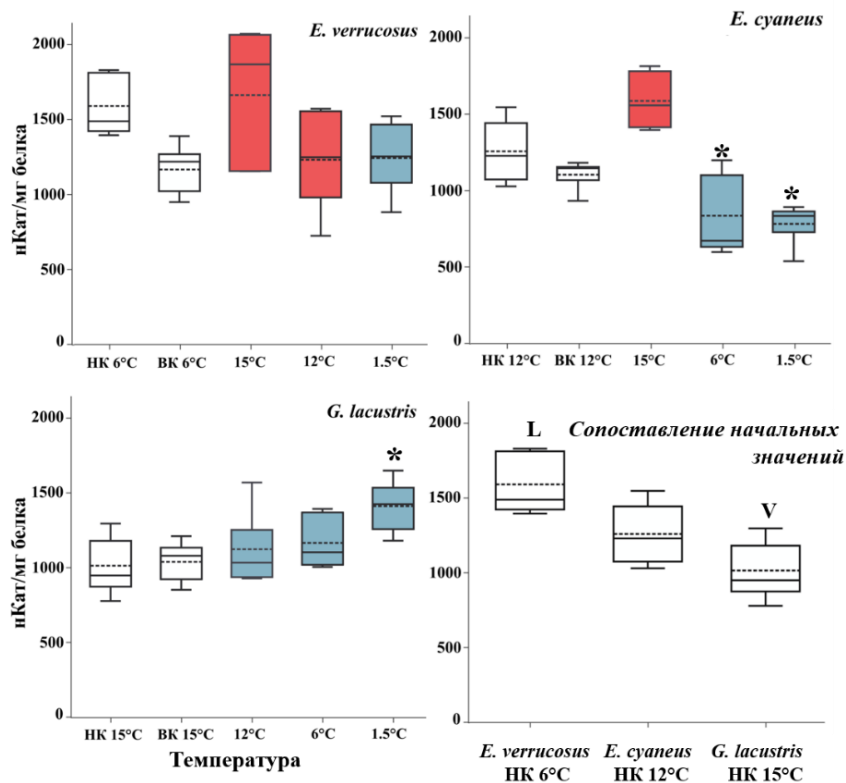 E. verrucosus
2000
1500
1000
500
0
нКат/мг белка
НК 6°C
ВК 6°C
15°C
12°C
1.5°C
E. cyaneus
2000
1500
1000
500
0
*
*
НК 12°C
ВК 12°C
15°C
6°C
1.5°C
G. lacustris
2000
1500
1000
500
0
нКат/мг белка
*
НК 15°C
ВК 15°C
12°C
6°C
1.5°C
Температура
Сопоставление начальных
значений
2000
1500
1000
500
0
L
V
E. verrucosus
НК 6°C
E. cyaneus
НК 12°C
G. lacustris
НК 15°C